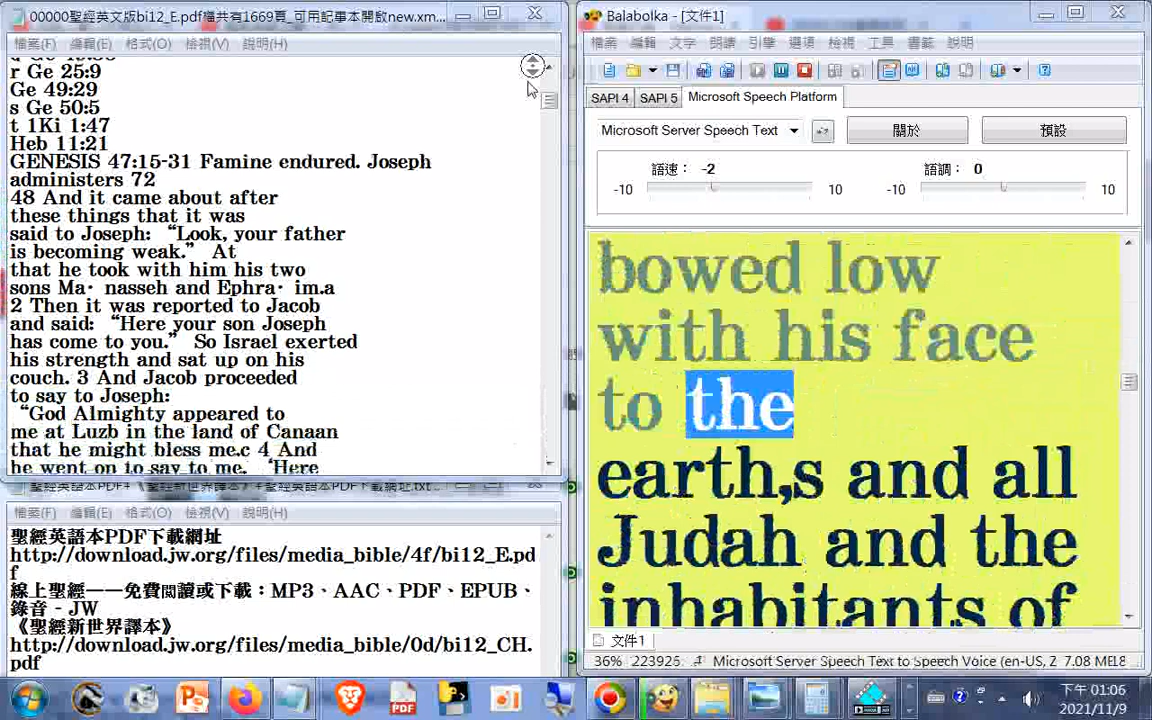 00000聖經英文版bi12_E.pdf檔共有1669頁_可用記事本開啟new.xm...
檔案(F) 編輯(E) 格式(O) 檢視(V) 說明(H)
r Ge 25:9
Ge 49:29
s Ge 50:5
t 1Ki 1:47
Heb 11:21
GENESIS 47:15-31 Famine endured. Joseph
administers 72
48 And it came about after
these things that it was
said to Joseph: “Look, your father
is becoming weak.” At
that he took with him his two
sons Ma· nasseh and Ephra· im.a
2 Then it was reported to Jacob
and said: “Here your son Joseph
has come to you.” So Israel exerted
his strength and sat up on his
couch. 3 And Jacob proceeded
to say to Joseph:
“God Almighty appeared to
me at Luzb in the land of Canaan
that he might bless me.c 4 And
he went on to say to me, ‘Here
檔案(F) 編輯(E) 格式(O) 檢視(V) 說明(H)
聖經英語本PDF下載網址
http://download.jw.org/files/media_bible/4f/bi12_E.pd
f
線上聖經——免費閱讀或下載：MP3、AAC、PDF、EPUB、
錄音 - JW
《聖經新世界譯本》
http://download.jw.org/files/media_bible/0d/bi12_CH.
pdf
Balabolka - [文件1]
檔案 編輯 文字 朗讀 引擎 選項 檢視 工具 書籤 說明
SAPI 4 SAPI 5 Microsoft Speech Platform
Microsoft Server Speech Text 關於 預設
語速： -2 語調： 0
-10 10 -10 10
bowed low
with his face
to the
earth,s and all
Judah and the
inhabitants of
文件1
36% 223925. Microsoft Server Speech Text to Speech Voice (en-US, Z 7.08 MEL8
下午 01:06
2021/11/9